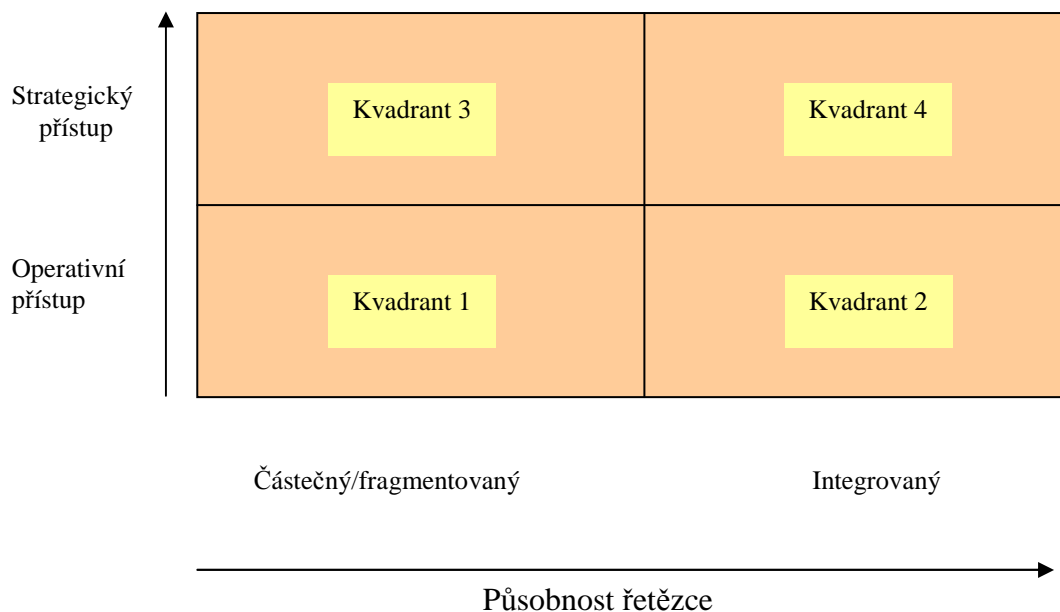 Strategický
přístup
Kvadrant 3
Kvadrant 4
Operativní
přístup
Kvadrant 1
Kvadrant 2
Částečný/fragmentovaný
Integrovaný
Působnost řetězce